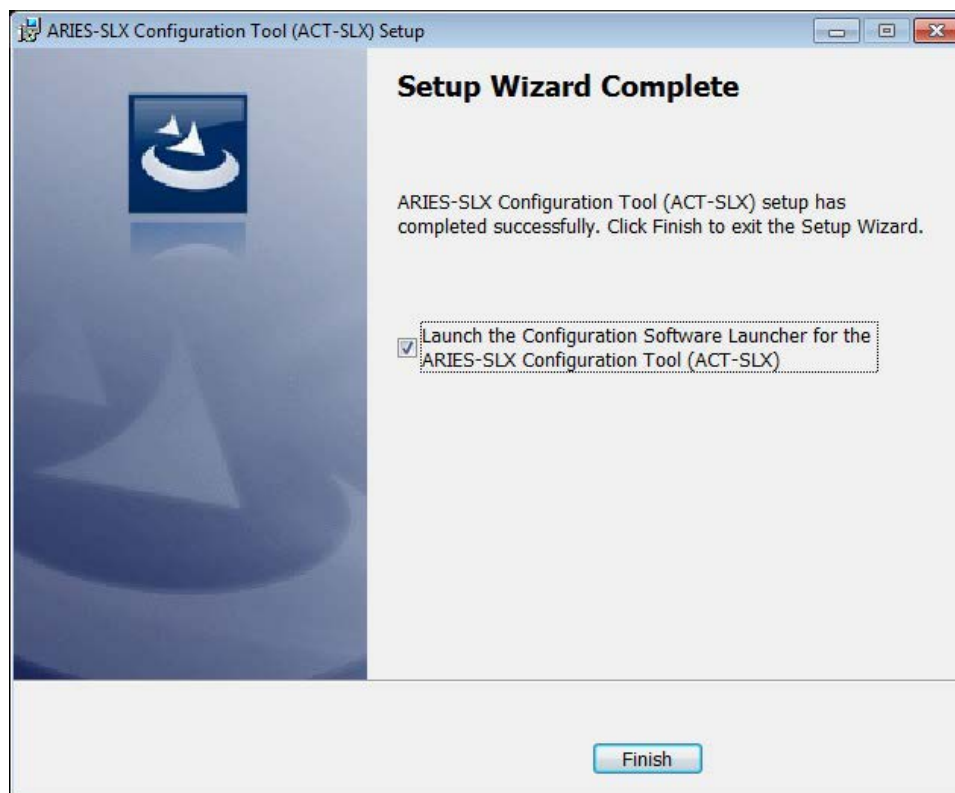 ARIES-SLX Configuration Tool (ACT-SLX) Setup
Setup Wizard Complete
ARIES-SLX Configuration Tool (ACT-SLX) setup has
completed successfully. Click Finish to exit the Setup Wizard.
Launch the Configuration Software Launcher for the
ARIES-SLX Configuration Tool (ACT-SLX)
Finish